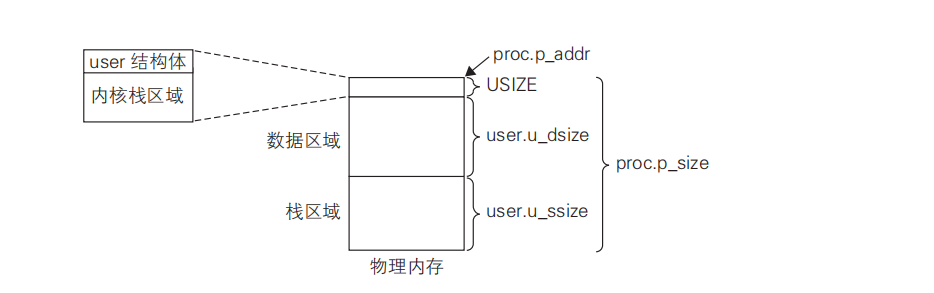 proc.p_addr
user 结构体
内核栈区域
USIZE
数据区域
user.u_dsize
proc.p_size
栈区域
user.u_ssize
物理内存